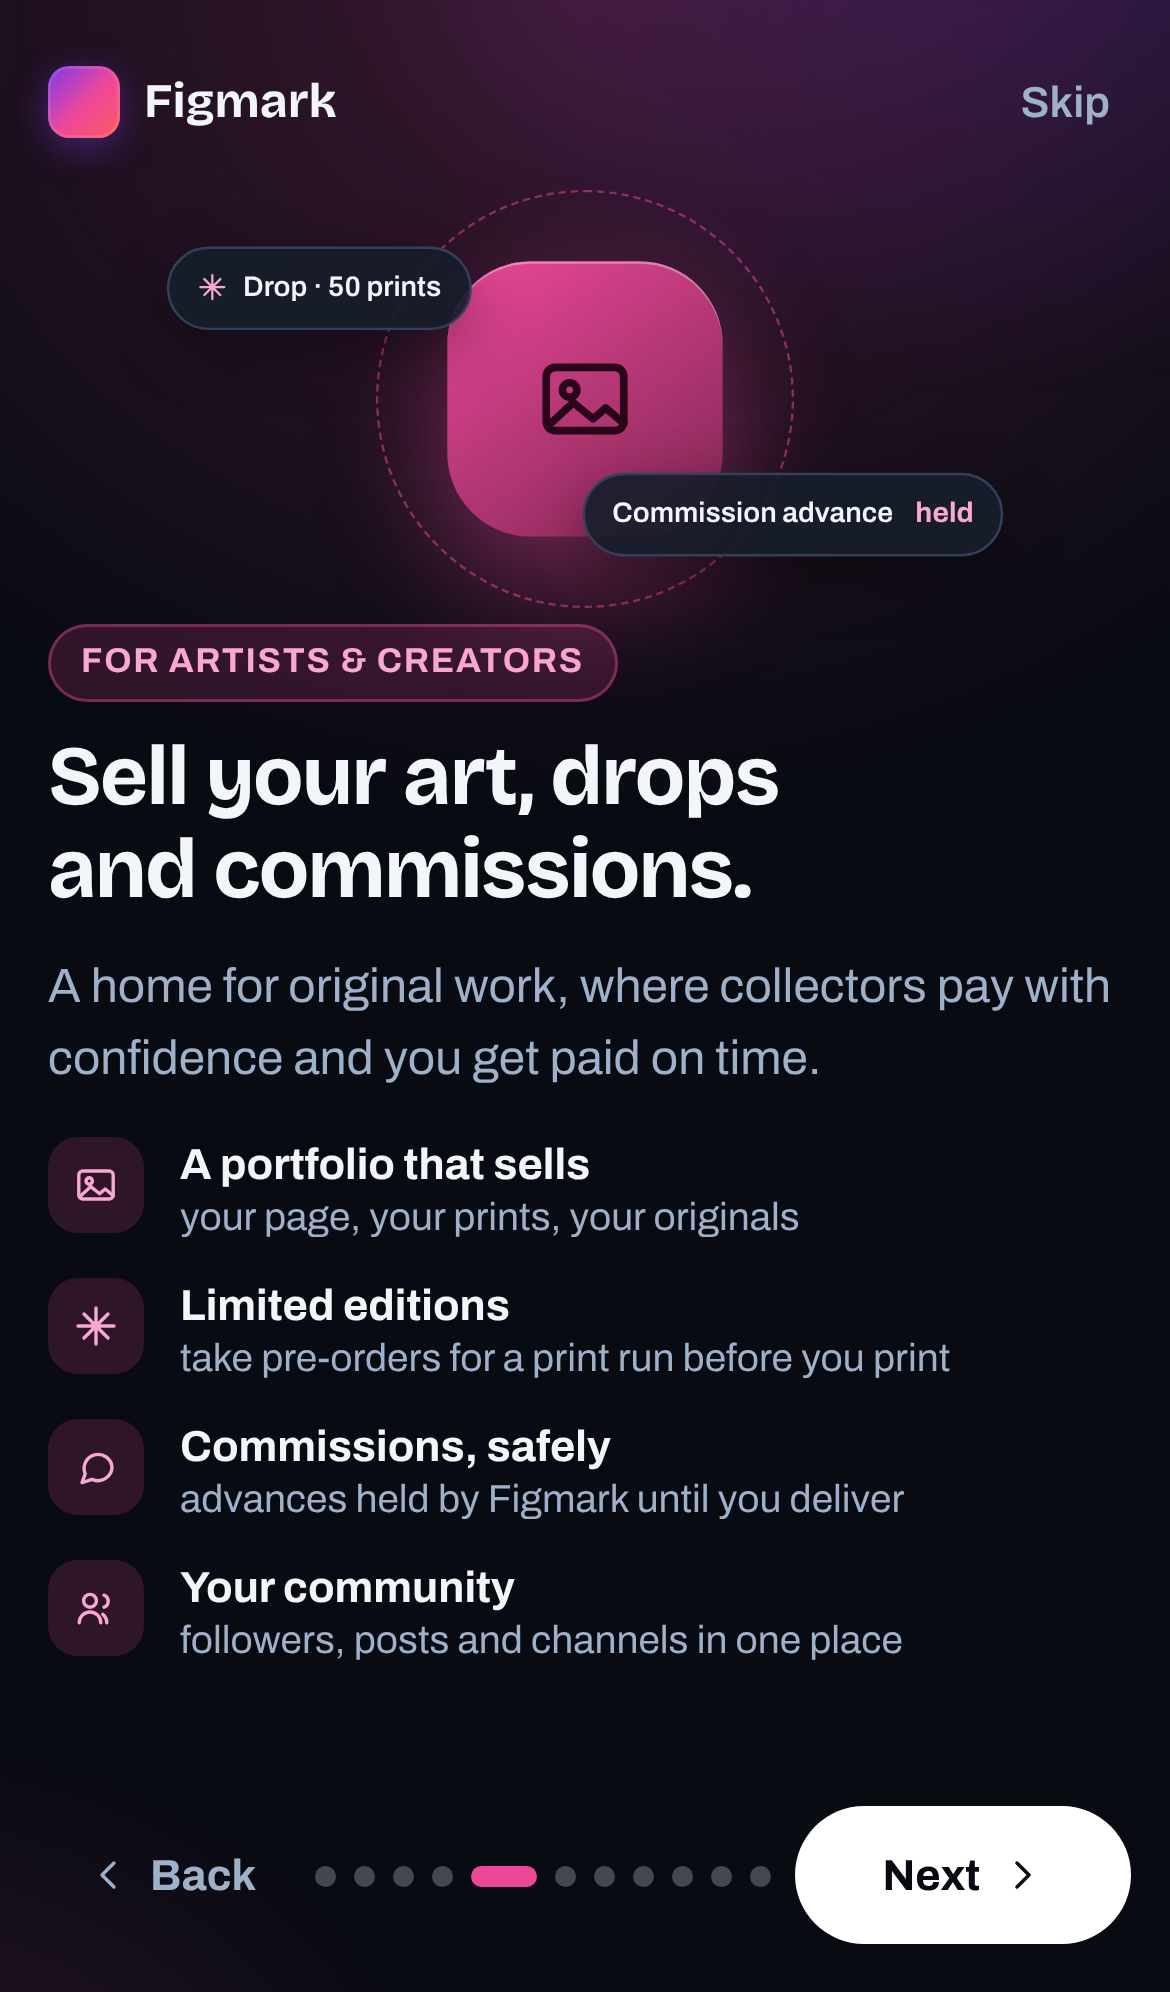 Figmark
Skip
Drop · 50 prints
Commission advance held
FOR ARTISTS & CREATORS
Sell your art, drops
and commissions.
A home for original work, where collectors pay with
confidence and you get paid on time.
A portfolio that sells
your page, your prints, your originals
Limited editions
take pre-orders for a print run before you print
Commissions, safely
advances held by Figmark until you deliver
Your community
followers, posts and channels in one place
Back
Next